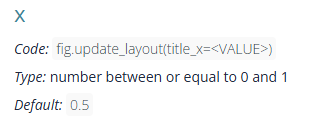 x
Code: fig.update_layout(title_x=<VALUE>)
Type: number between or equal to 0 and 1
Default: 0.5